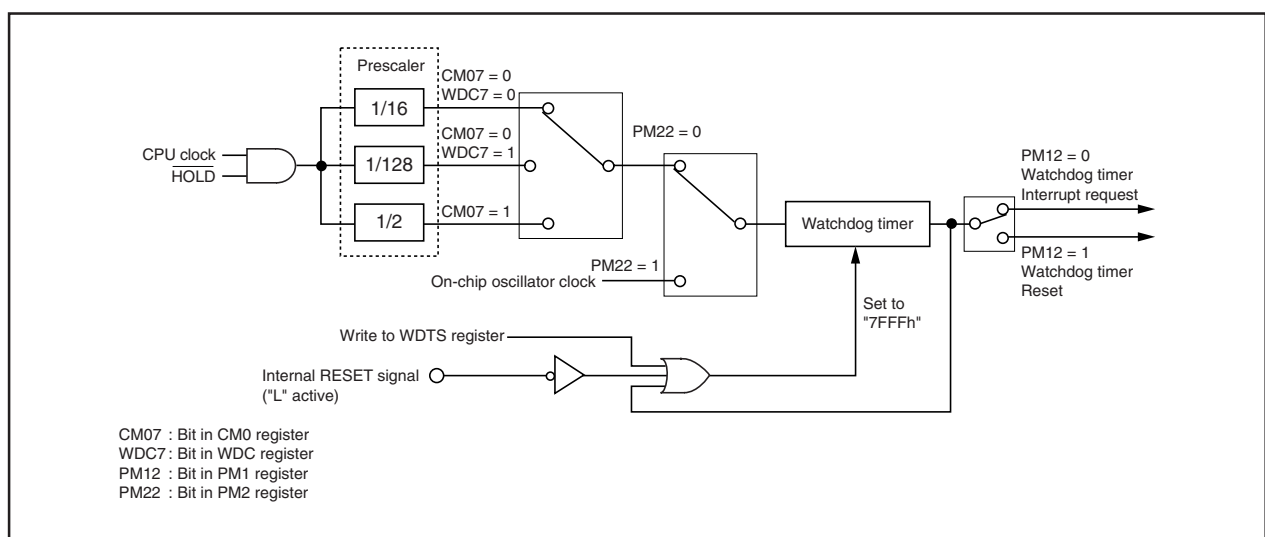 Prescaler
CM07 = 0
WDC7 = 0
1/16
CM07 = 0
WDC7 = 1
1/128
CM07 = 1
1/2
CPU clock
HOLD
PM22 = 0
PM22 = 1
On-chip oscillator clock
Watchdog timer
PM12 = 0
Watchdog timer
Interrupt request
PM12 = 1
Watchdog timer
Reset
Set to
"7FFFh"
Write to WDTS register
Internal RESET signal
("L" active)
CM07 : Bit in CM0 register
WDC7 : Bit in WDC register
PM12 : Bit in PM1 register
PM22 : Bit in PM2 register